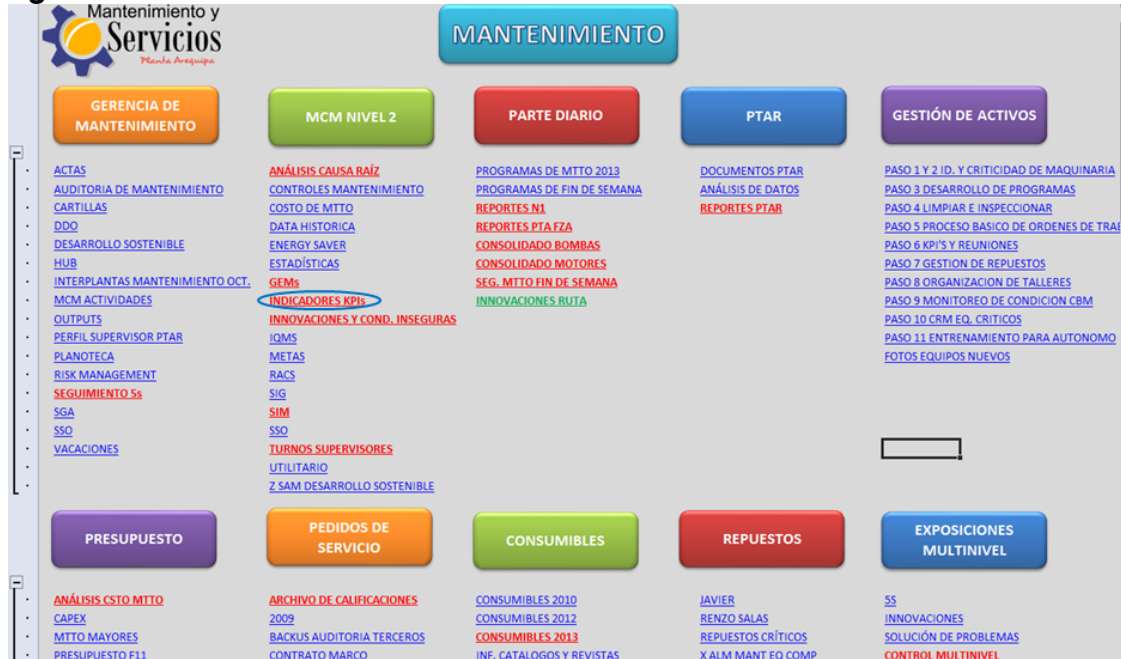 Mantenimiento y
Servicios
Planta Arequipa
MANTENIMIENTO
GERENCIA DE
MANTENIMIENTO
ACTAS
AUDITORIA DE MANTENIMIENTO
CARTILLAS
DDO
DESARROLLO SOSTENIBLE
HUB
INTERPLANTAS MANTENIMIENTO OCT.
MCM ACTIVIDADES
OUTPUTS
PERFIL SUPERVISOR PTAR
PLANOTECA
RISK MANAGEMENT
SEGUIMIENTO 5s
SGA
SSO
VACACIONES
MCM NIVEL 2
ANÁLISIS CAUSA RAÍZ
CONTROLES MANTENIMIENTO
COSTO DE MTTO
DATA HISTORICA
ENERGY SAVER
ESTADÍSTICAS
GEMs
INDICADORES KPIs
INNOVACIONES Y COND. INSEGURAS
IQMS
METAS
RACS
SIG
SIM
SSO
TURNOS SUPERVISORES
UTILITARIO
Z SAM DESARROLLO SOSTENIBLE
PARTE DIARIO
PROGRAMAS DE MTTO 2013
PROGRAMAS DE FIN DE SEMANA
REPORTES N1
REPORTES PTA FZA
CONSOLIDADO BOMBAS
CONSOLIDADO MOTORES
SEG. MTTO FIN DE SEMANA
INNOVACIONES RUTA
PTAR
DOCUMENTOS PTAR
ANÁLISIS DE DATOS
REPORTES PTAR
GESTIÓN DE ACTIVOS
PASO 1 Y 2 ID. Y CRITICIDAD DE MAQUINARIA
PASO 3 DESARROLLO DE PROGRAMAS
PASO 4 LIMPIAR E INSPECCIONAR
PASO 5 PROCESO BASICO DE ORDENES DE TRAB
PASO 6 KPI'S Y REUNIONES
PASO 7 GESTION DE REPUESTOS
PASO 8 ORGANIZACION DE TALLERES
PASO 9 MONITOREO DE CONDICION CBM
PASO 10 CRM EQ. CRITICOS
PASO 11 ENTRENAMIENTO PARA AUTONOMO
FOTOS EQUIPOS NUEVOS
PRESUPUESTO
ANÁLISIS CSTO MTTO
CAPEX
MTTO MAYORES
PRESUPUESTO F11
PEDIDOS DE
SERVICIO
ARCHIVO DE CALIFICACIONES
2009
BACKUS AUDITORIA TERCEROS
CONTRATO MARCO
CONSUMIBLES
CONSUMIBLES 2010
CONSUMIBLES 2012
CONSUMIBLES 2013
INF. CATALOGOS Y REVISTAS
REPUESTOS
JAVIER
RENZO SALAS
REPUESTOS CRÍTICOS
X ALM MANT EQ COMP
EXPOSICIONES
MULTINIVEL
5S
INNOVACIONES
SOLUCIÓN DE PROBLEMAS
CONTROL MULTINIVEL